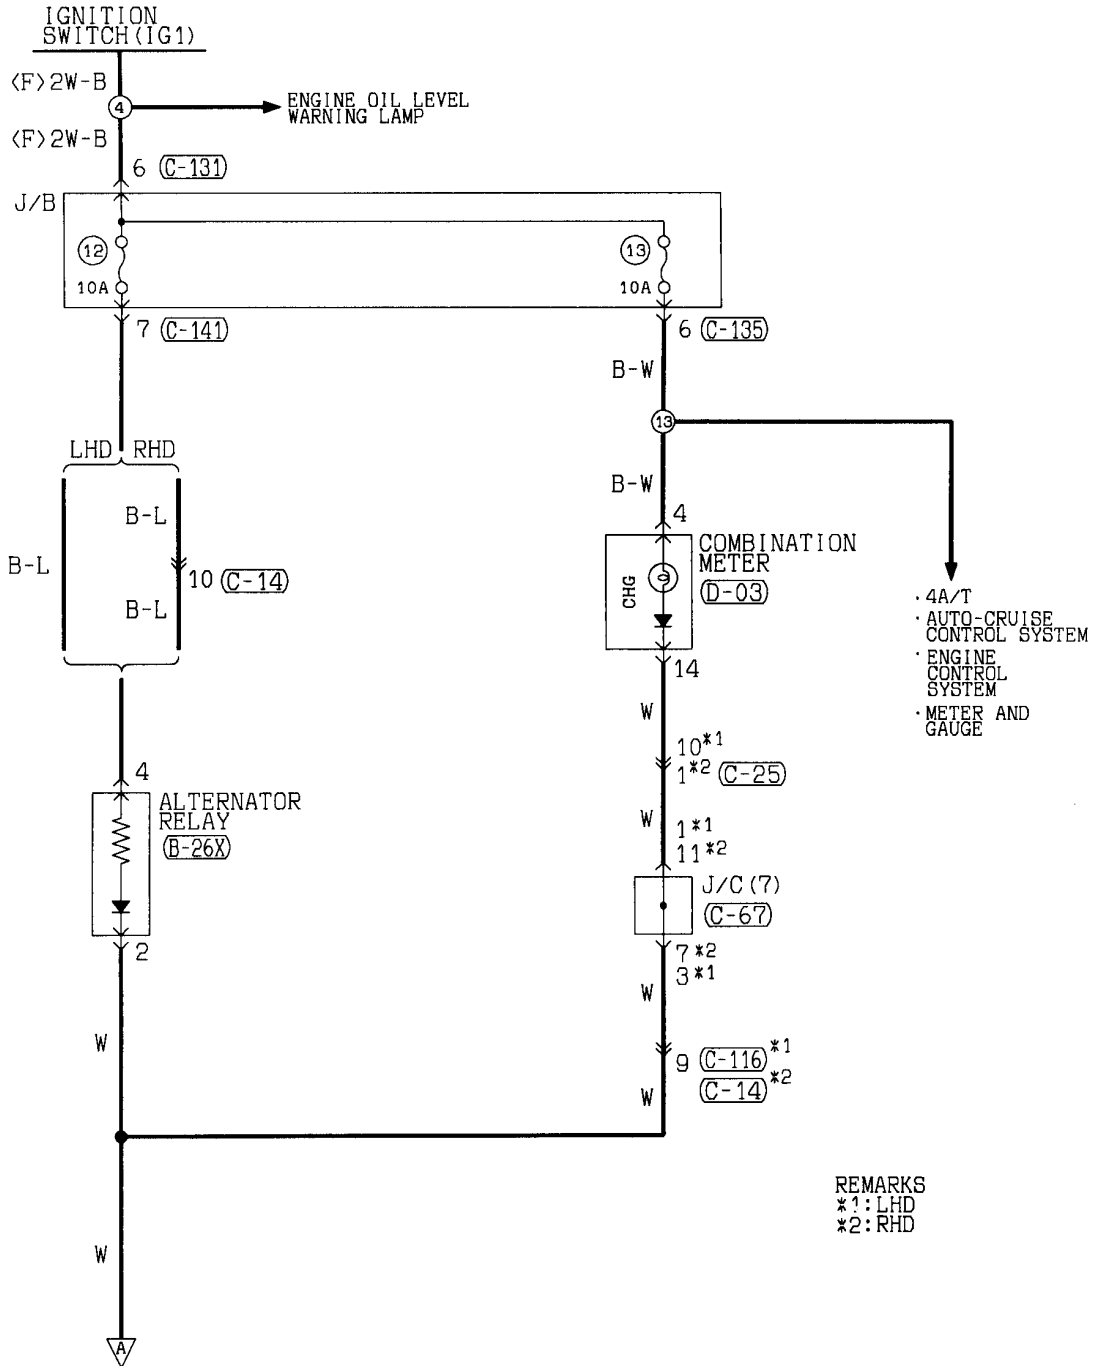 IGNITION
SWITCH(IG1)
<F>2W-B
4
ENGINE OIL LEVEL
WARNING LAMP
<F>2W-B
6 (C-131)
J/B
12
10A
13
10A
7 (C-141)
6 (C-135)
B-W
13
LHD RHD
B-W
4
B-L
B-L
10 (C-14)
B-L
COMBINATION
METER
(D-03)
CHG
· 4A/T
· AUTO-CRUISE
CONTROL SYSTEM
· ENGINE
CONTROL
SYSTEM
· METER AND
GAUGE
14
W
10*1
1*2 (C-25)
4
ALTERNATOR
RELAY
(B-26X)
W
1*1
11*2
J/C(7)
(C-67)
2
7*2
3*1
W
W
9 (C-116)*1
(C-14)*2
W
REMARKS
*1:LHD
*2:RHD
W
A